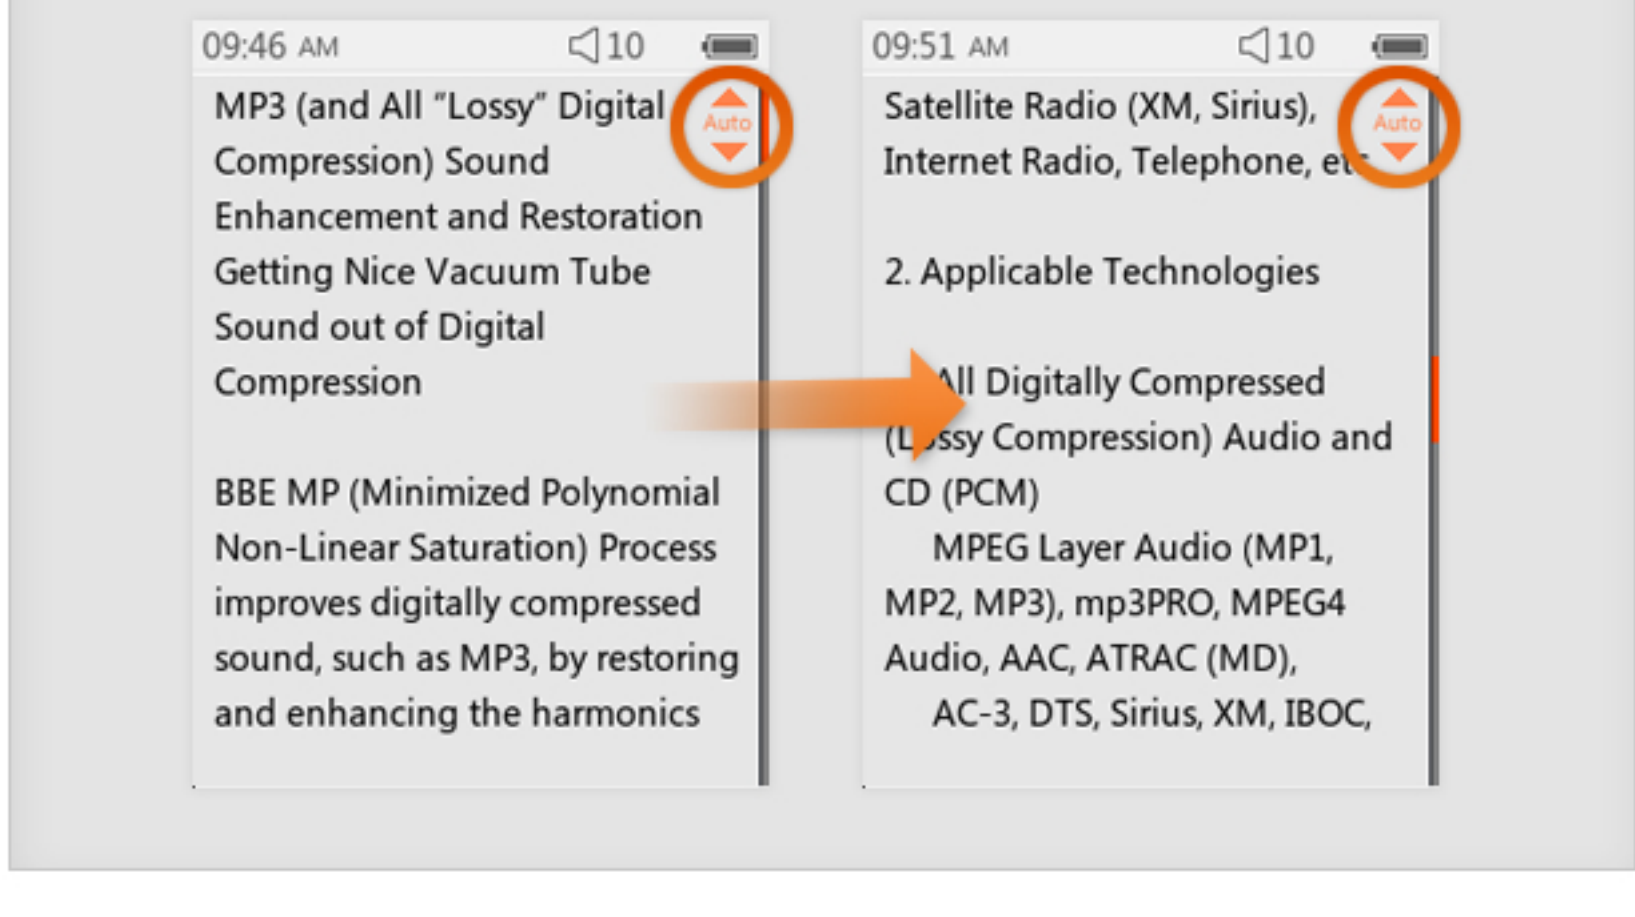 09:46 AM 10
Auto
MP3 (and All "Lossy" Digital
Compression) Sound
Enhancement and Restoration
Getting Nice Vacuum Tube
Sound out of Digital
Compression
BBE MP (Minimized Polynomial
Non-Linear Saturation) Process
improves digitally compressed
sound, such as MP3, by restoring
and enhancing the harmonics
09:51 AM 10
Auto
Satellite Radio (XM, Sirius),
Internet Radio, Telephone, etc
2. Applicable Technologies
All Digitally Compressed
(Lossy Compression) Audio and
CD (PCM)
MPEG Layer Audio (MP1,
MP2, MP3), mp3PRO, MPEG4
Audio, AAC, ATRAC (MD),
AC-3, DTS, Sirius, XM, IBOC,